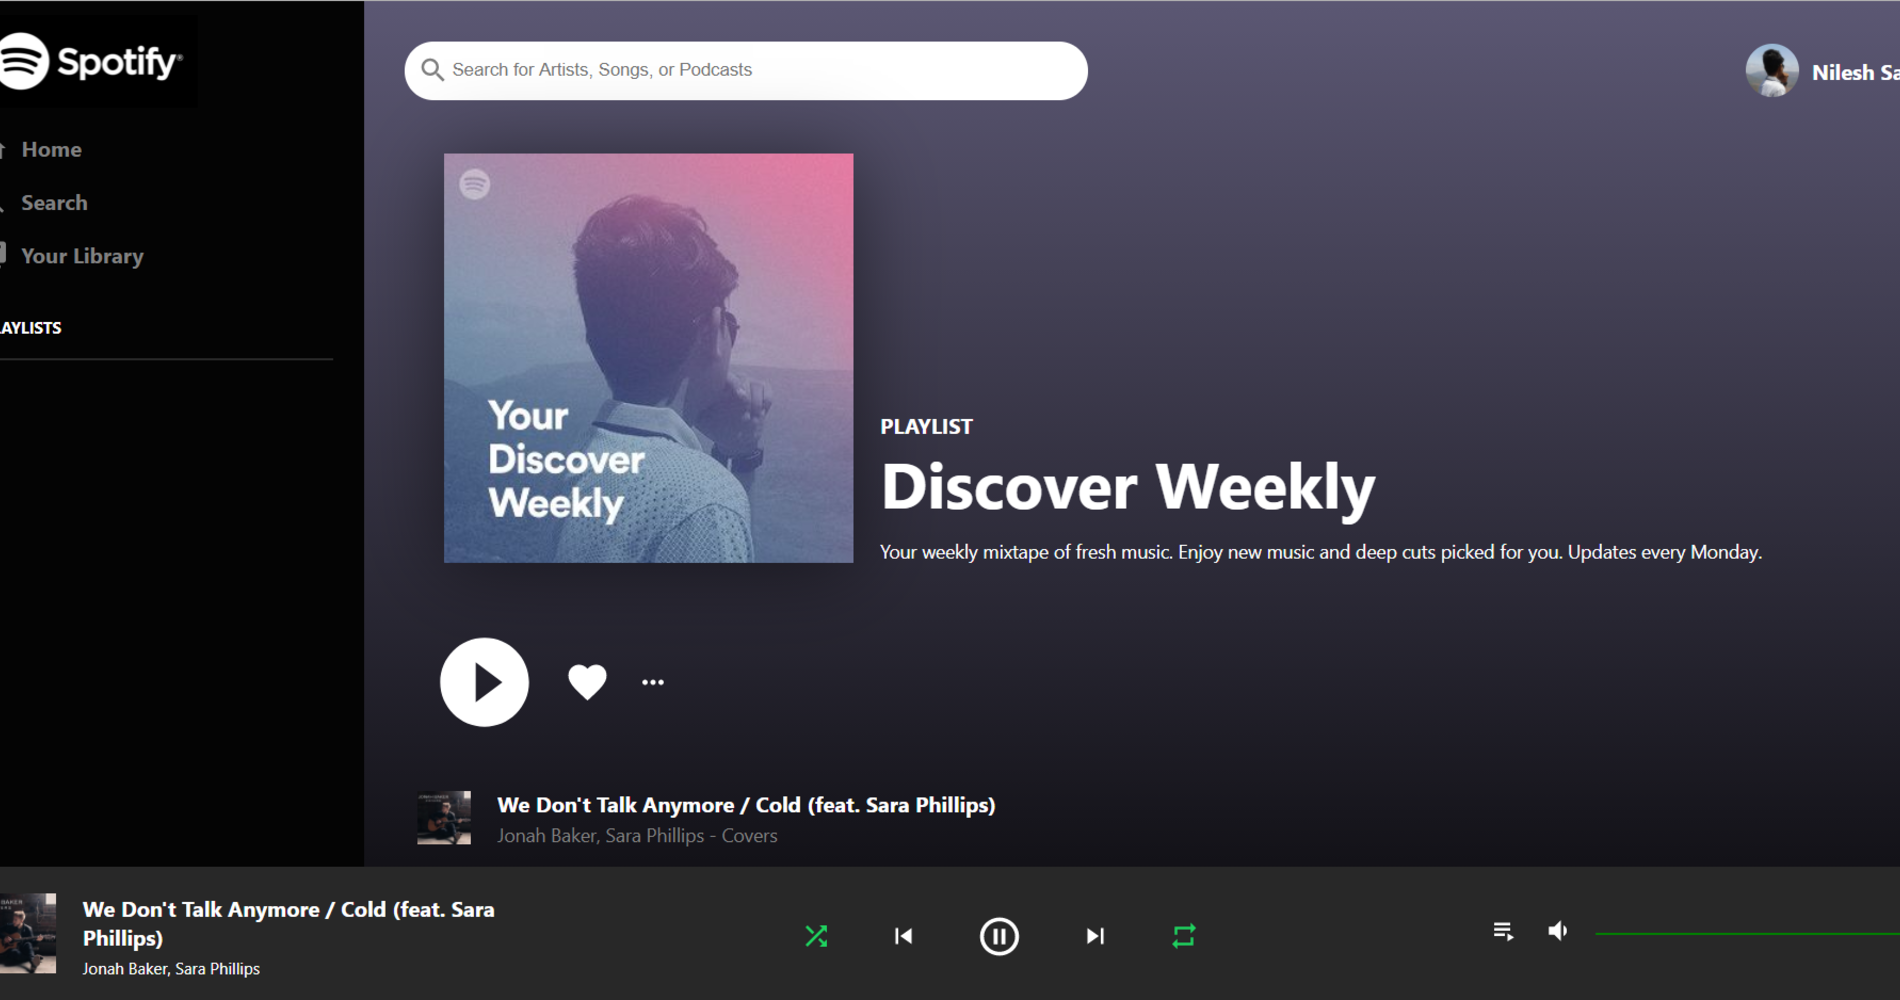 Spotify®
Home
Search
Your Library
AYLISTS
Search for Artists, Songs, or Podcasts
Nilesh Sa
Your
Discover
Weekly
PLAYLIST
Discover Weekly
Your weekly mixtape of fresh music. Enjoy new music and deep cuts picked for you. Updates every Monday.
We Don't Talk Anymore / Cold (feat. Sara Phillips)
Jonah Baker, Sara Phillips - Covers
We Don't Talk Anymore / Cold (feat. Sara
Phillips)
Jonah Baker, Sara Phillips